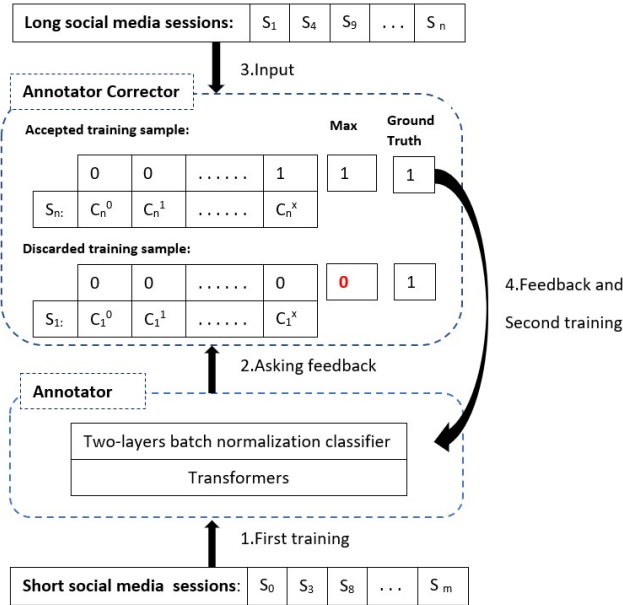 Long social media sessions: S1 S4 S9 ... S n
3.Input
Annotator Corrector
Accepted training sample: Max Ground
Truth
0 0 ...... 1 1 1
Sn: Cn0 Cn1 ...... Cnx
Discarded training sample:
0 0 ...... 0 0 1
S1: C10 C11 ...... C1x
4.Feedback and
Second training
2.Asking feedback
Annotator
Two-layers batch normalization classifier
Transformers
1.First training
Short social media sessions: S0 S3 S8 ... S m